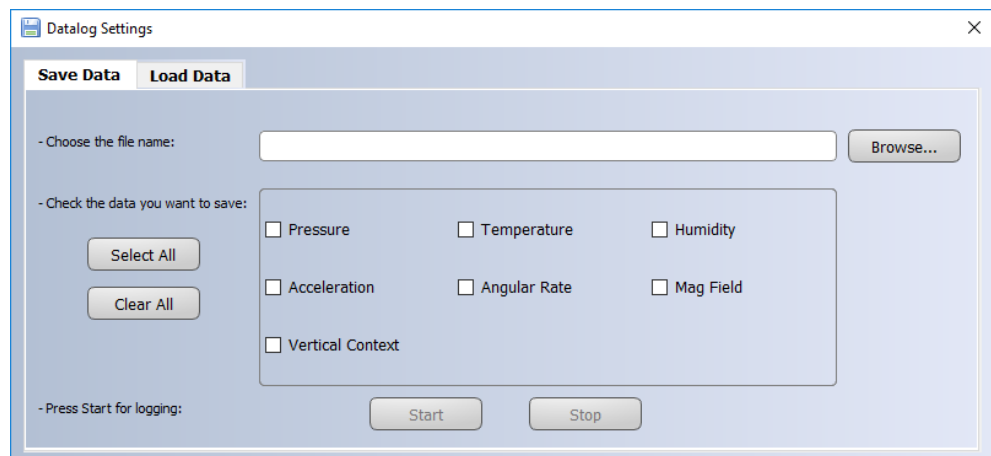 Datalog Settings
Save Data Load Data
- Choose the file name:
Browse...
- Check the data you want to save:
Select All
Clear All
Pressure Temperature Humidity
Acceleration Angular Rate Mag Field
Vertical Context
- Press Start for logging:
Start Stop